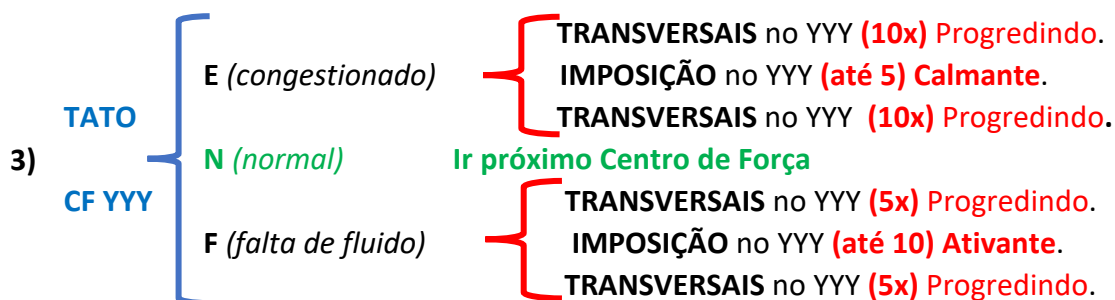 TRANSVERSAIS no YYY (10x) Progredindo.
E (congestionado) IMPOSIÇÃO no YYY (até 5) Calmante.
TATO TRANSVERSAIS no YYY (10x) Progredindo.
3) N (normal) Ir próximo Centro de Força
CF YYY TRANSVERSAIS no YYY (5x) Progredindo.
F (falta de fluido) IMPOSIÇÃO no YYY (até 10) Ativante.
TRANSVERSAIS no YYY (5x) Progredindo.